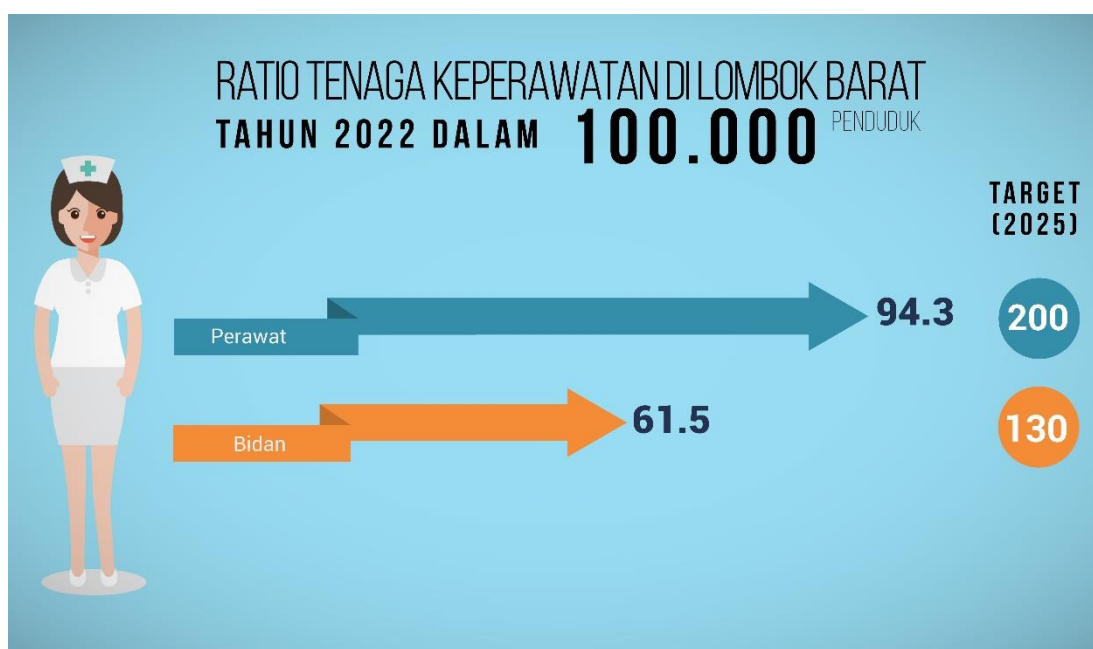 RATIO TENAGA KEPERAWATAN DI LOMBOK BARAT
TAHUN 2022 DALAM 100.000 PENDUDUK
TARGET
(2025)
Perawat 94.3 200
Bidan 61.5 130